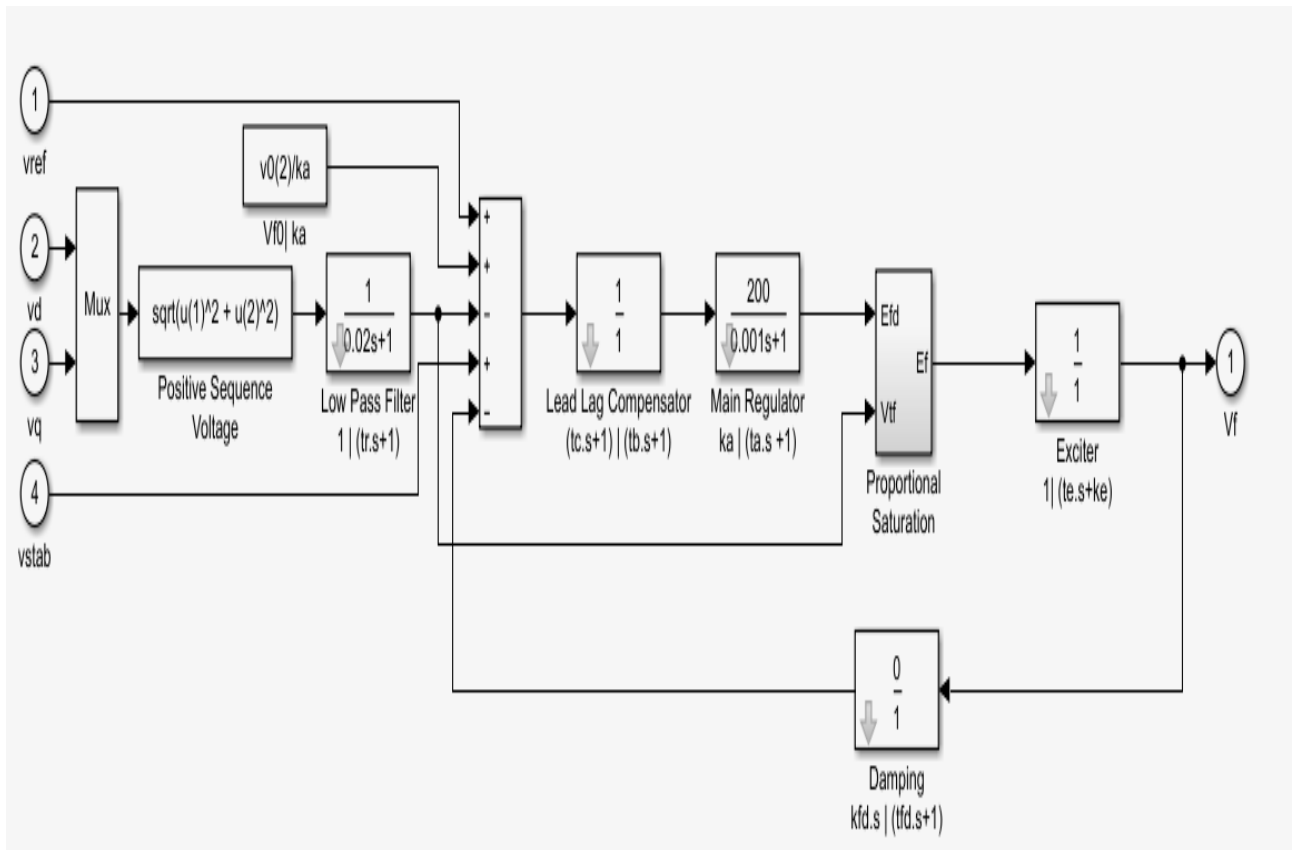 1
vref
v0(2)/ka
Vf0| ka
2
vd
3
vq
4
vstab
Mux
sqrt(u(1)^2 + u(2)^2)
Positive Sequence
Voltage
1
0.02s+1
Low Pass Filter
1 | (tr.s+1)
+
+
-
+
-
1
1
Lead Lag Compensator
(tc.s+1) | (tb.s+1)
200
0.001s+1
Main Regulator
ka | (ta.s +1)
Efd
Ef
Vtf
Proportional
Saturation
1
1
Exciter
1| (te.s+ke)
1
Vf
0
1
Damping
kfd.s | (tfd.s+1)